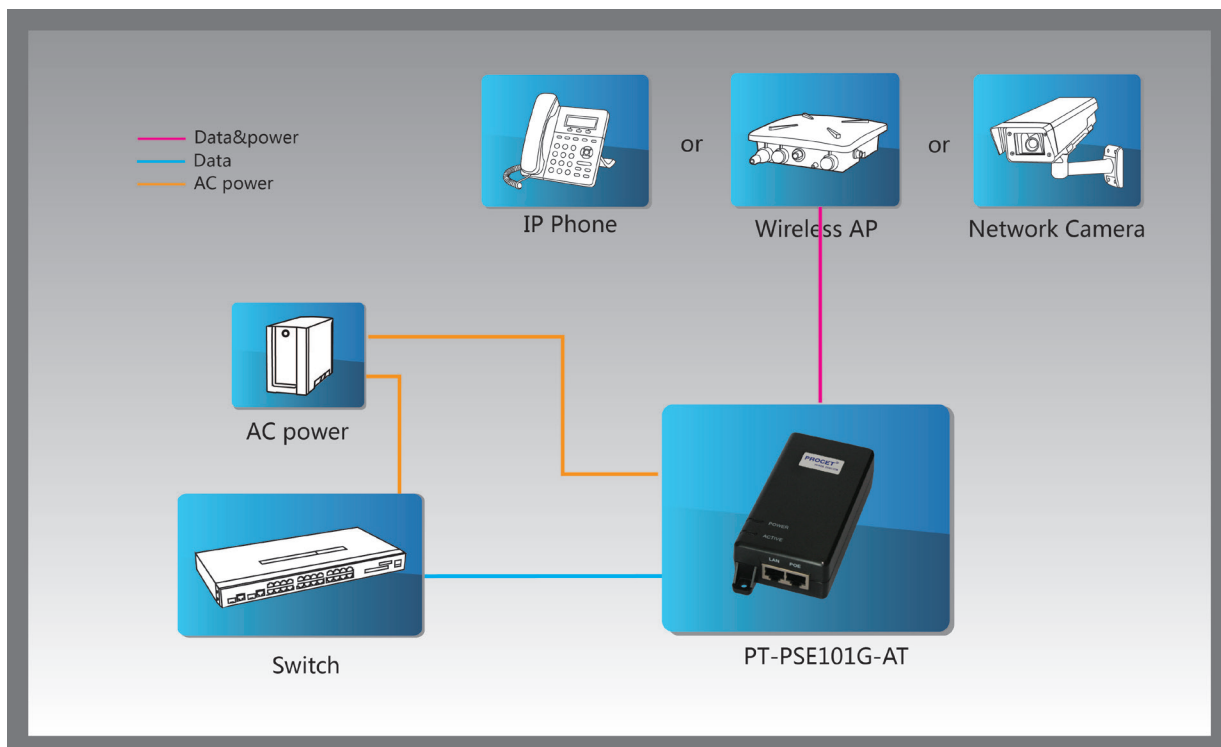 Data&power
Data
AC power
or
or
IP Phone
Wireless AP
Network Camera
AC power
PROCET
POWER
ACTIVE
LAN POE
Switch
PT-PSE101G-AT